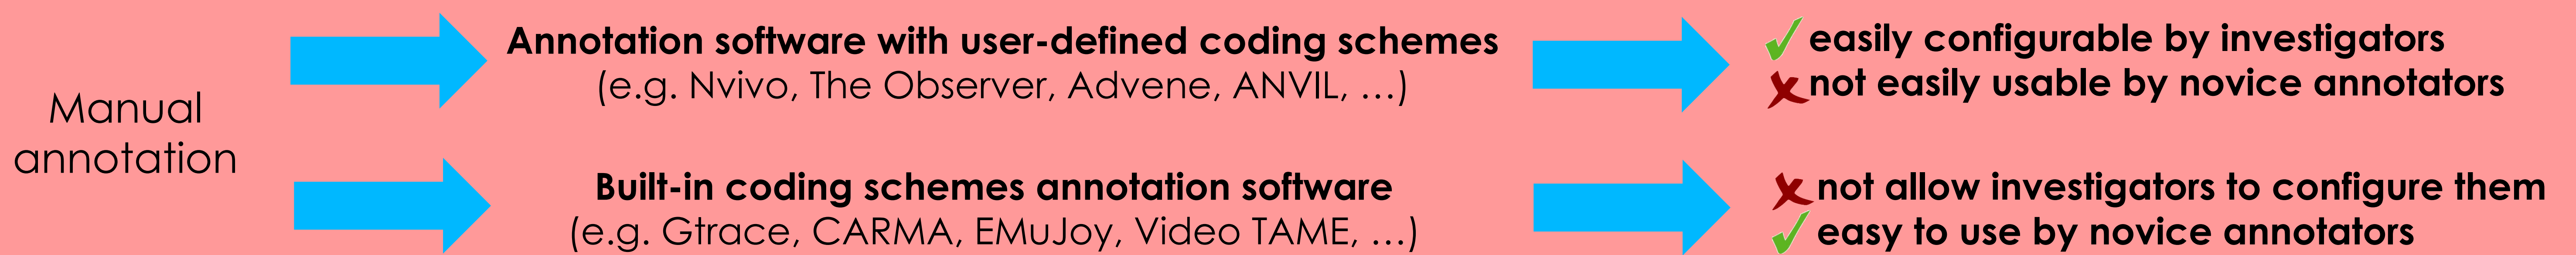 Manual
annotation
Annotation software with user-defined coding schemes
(e.g. Nvivo, The Observer, Advene, ANVIL, ...)
easily configurable by investigators
not easily usable by novice annotators
Built-in coding schemes annotation software
(e.g. Gtrace, CARMA, EMuJoy, Video TAME, ...)
not allow investigators to configure them
easy to use by novice annotators